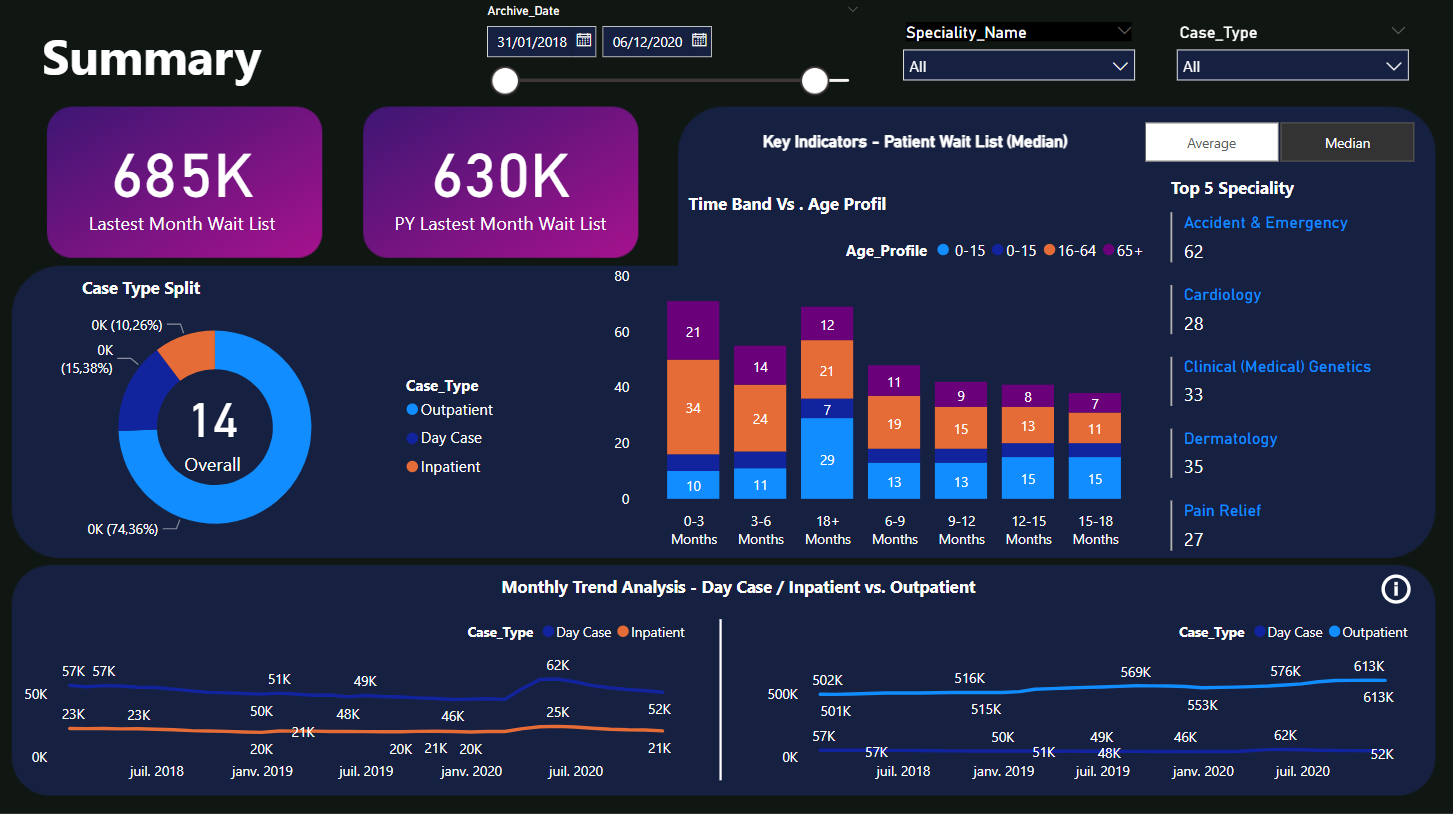 Summary
Archive_Date
31/01/2018
06/12/2020
Speciality_Name
All
Case_Type
All
685K
Lastest Month Wait List
630K
PY Lastest Month Wait List
Key Indicators - Patient Wait List (Median)
Average
Median
Case Type Split
0K (10,26%)
0K
(15,38%)
14
Overall
0K (74,36%)
Case_Type
Outpatient
Day Case
Inpatient
Time Band Vs . Age Profil
Age_Profile 0-15 0-15 16-64 65+
80
60
40
20
0
21
34
10
14
24
11
12
21
7
29
11
19
13
9
15
13
8
13
15
7
11
15
0-3
Months
3-6
Months
18+
Months
6-9
Months
9-12
Months
12-15
Months
15-18
Months
Top 5 Speciality
Accident & Emergency
62
Cardiology
28
Clinical (Medical) Genetics
33
Dermatology
35
Pain Relief
27
Monthly Trend Analysis - Day Case / Inpatient vs. Outpatient
i
Case_Type Day Case Inpatient
50K
0K
57K 57K 51K 49K 62K
50K 48K 46K 52K
23K 23K 21K 25K
20K 20K 21K 20K 21K
juil. 2018 janv. 2019 juil. 2019 janv. 2020 juil. 2020
Case_Type Day Case Outpatient
500K
0K
502K 516K 569K 576K 613K
501K 515K 553K 613K
57K 50K 49K 46K 62K
57K 51K 48K 52K
juil. 2018 janv. 2019 juil. 2019 janv. 2020 juil. 2020